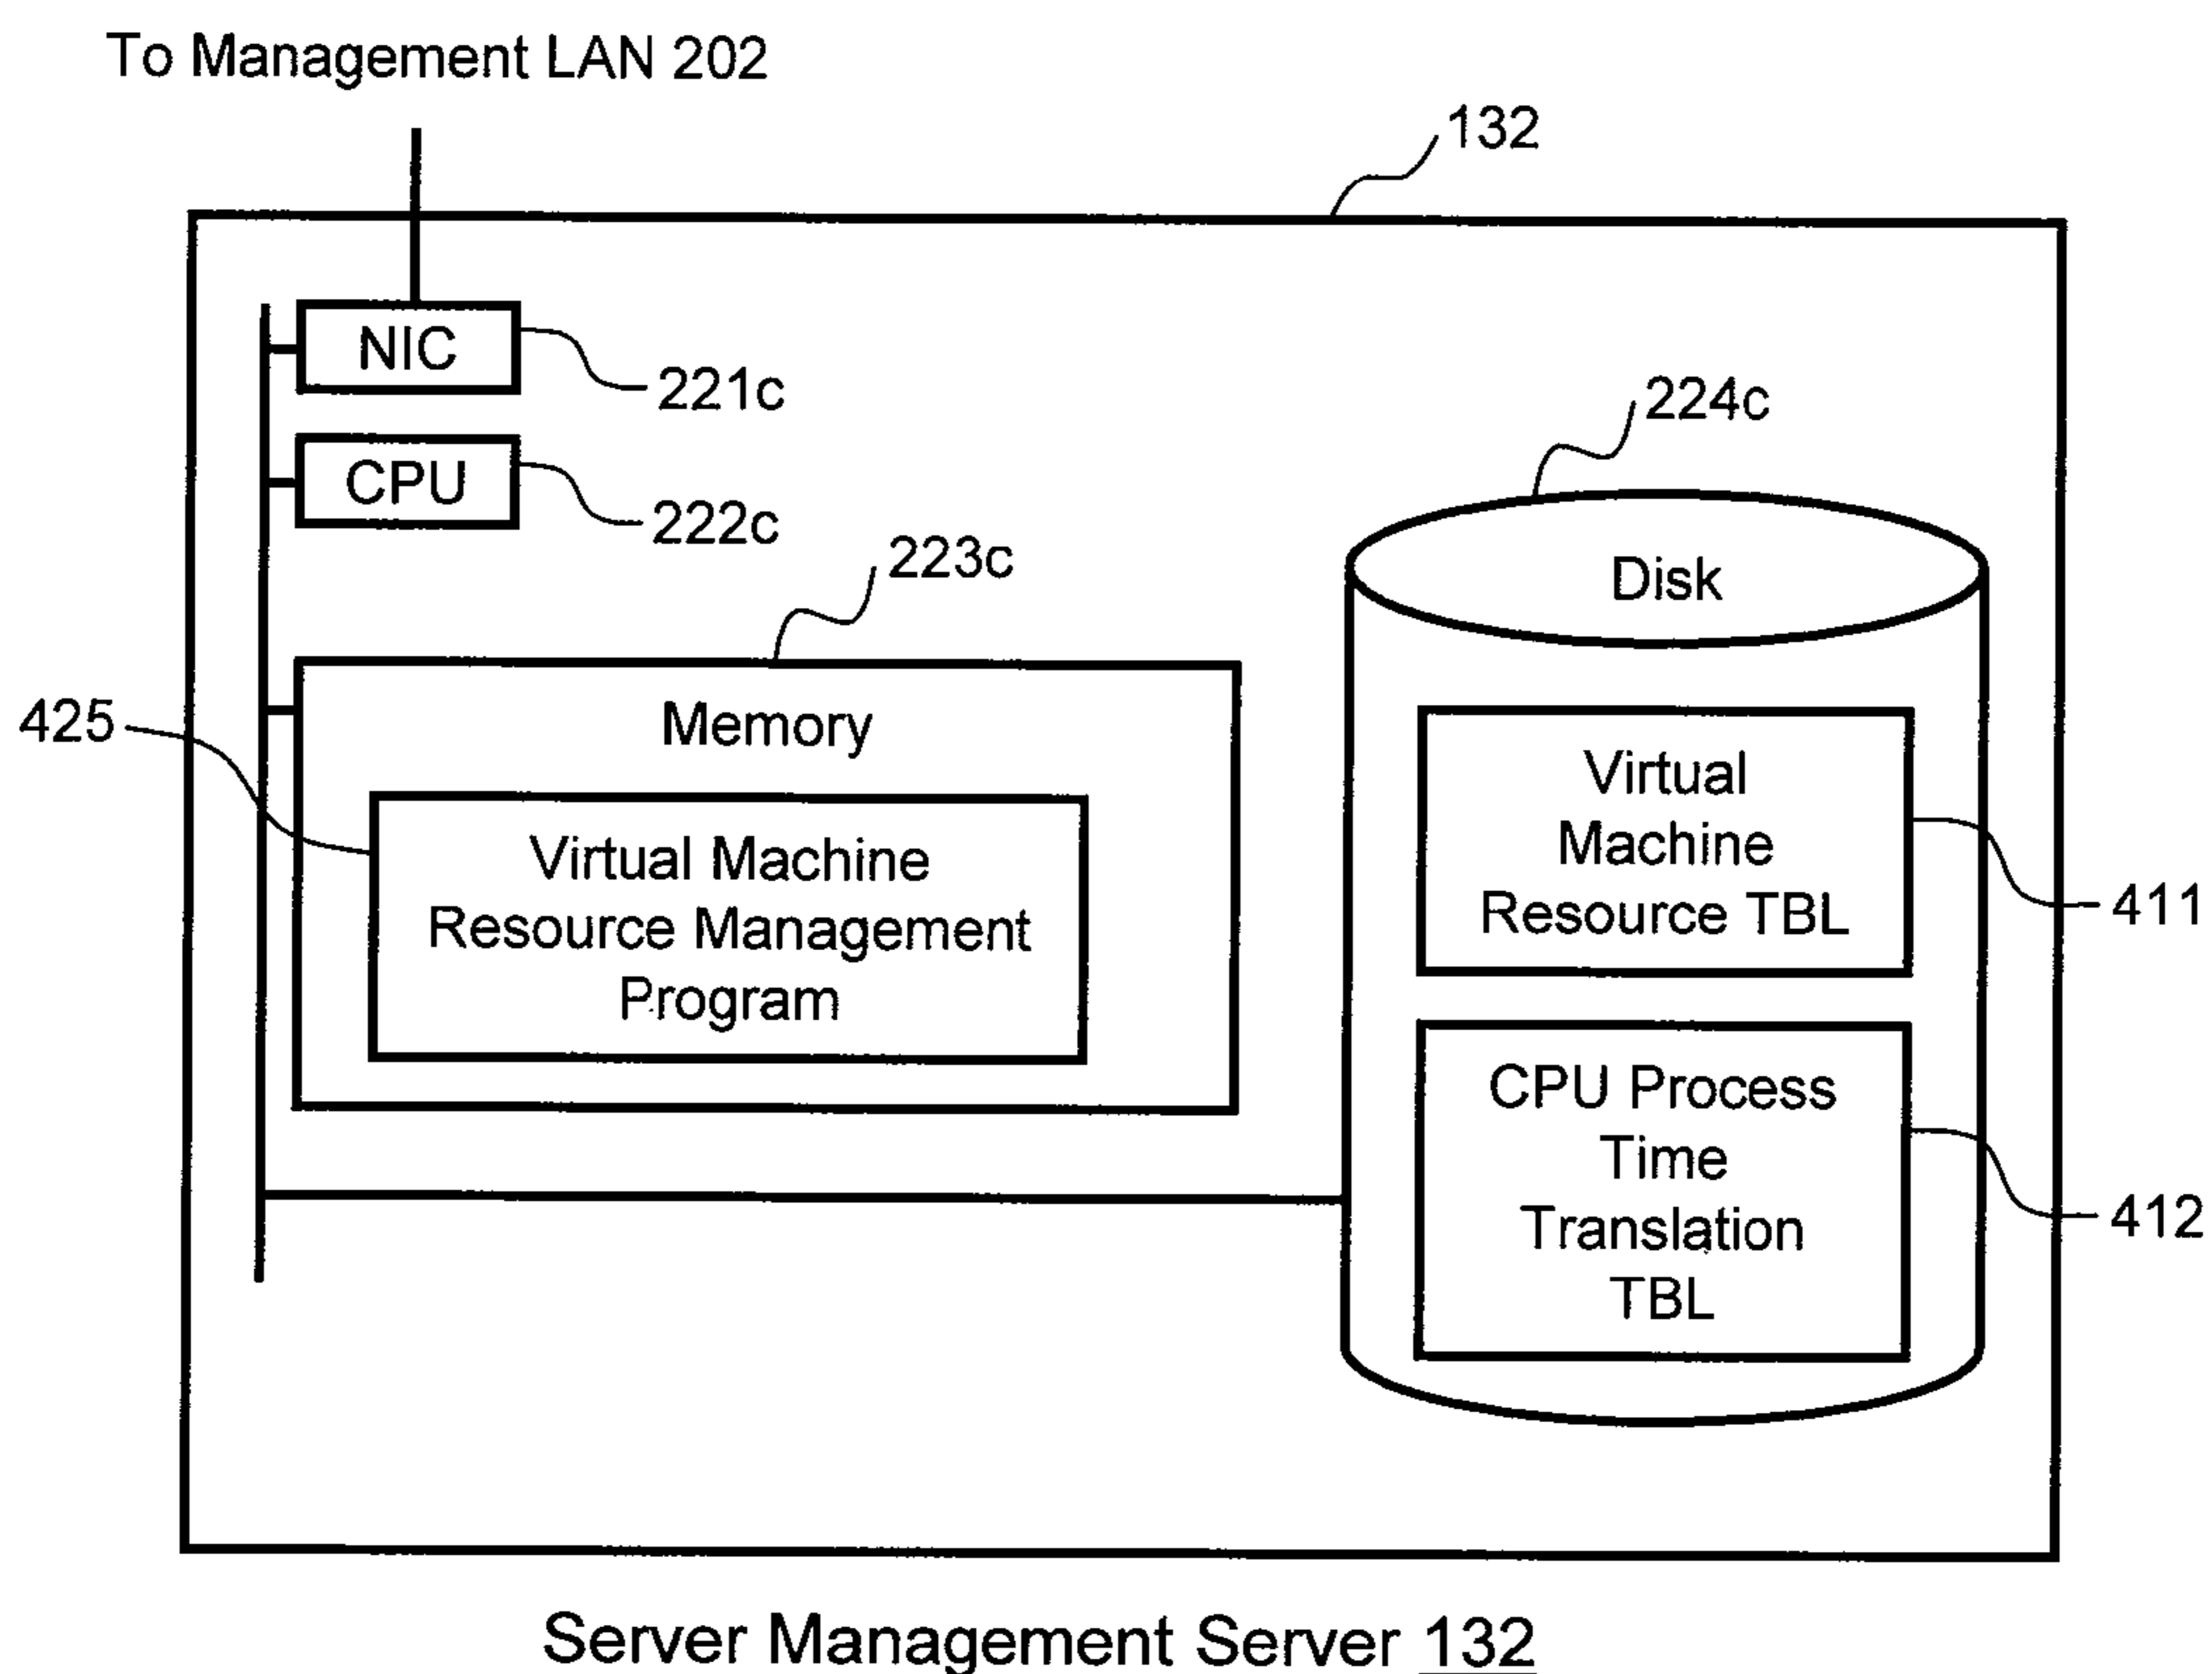 To Management LAN 202
132
NIC
221c
CPU
222c
223c
224c
Disk
Memory
425
Virtual Machine
Resource Management
Program
Virtual
Machine
Resource TBL
411
CPU Process
Time
Translation
TBL
412
Server Management Server 132